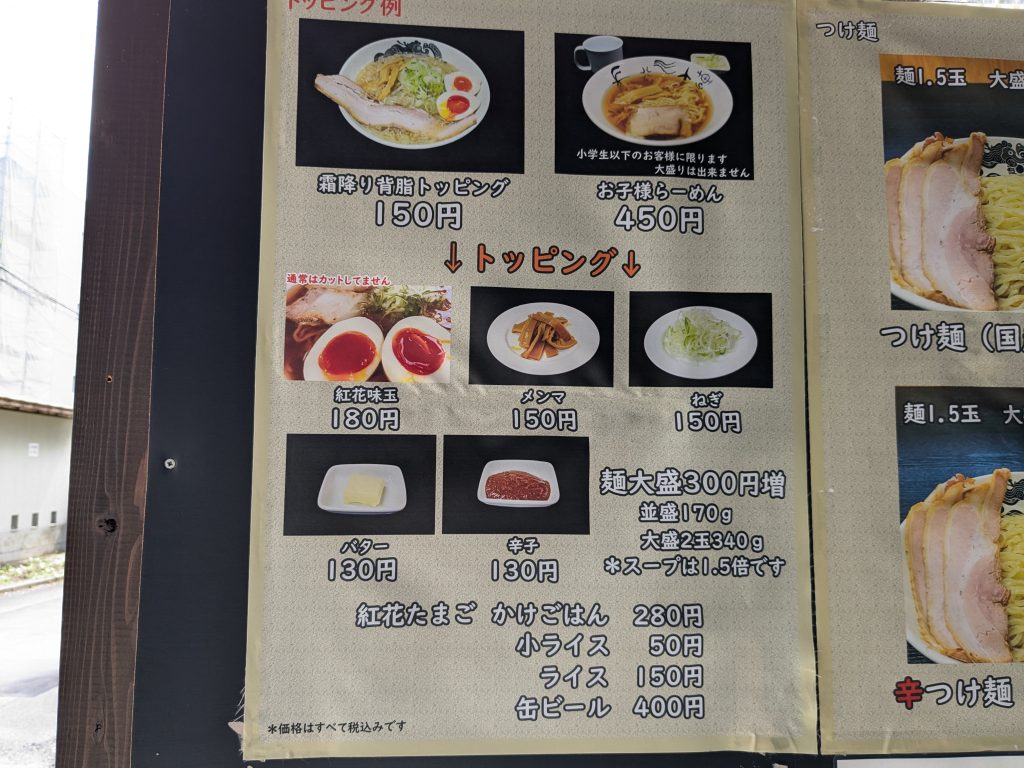 トッピング例
小学生以下のお客様に限ります
大盛りは出来ません
霜降り背脂トッピング
150円
お子様らーめん
450円
↓トッピング↓
通常はカットしてません
紅花味玉
180円
メンマ
150円
ねぎ
150円
バター
130円
辛子
130円
麺大盛300円増
並盛170g
大盛2玉340g
*スープは1.5倍です
紅花たまご かけごはん 280円
小ライス 50円
ライス 150円
缶ビール 400円
*価格はすべて税込みです
つけ麺
麺1.5玉 大盛
つけ麺（国
麺1.5玉 大
辛つけ麺